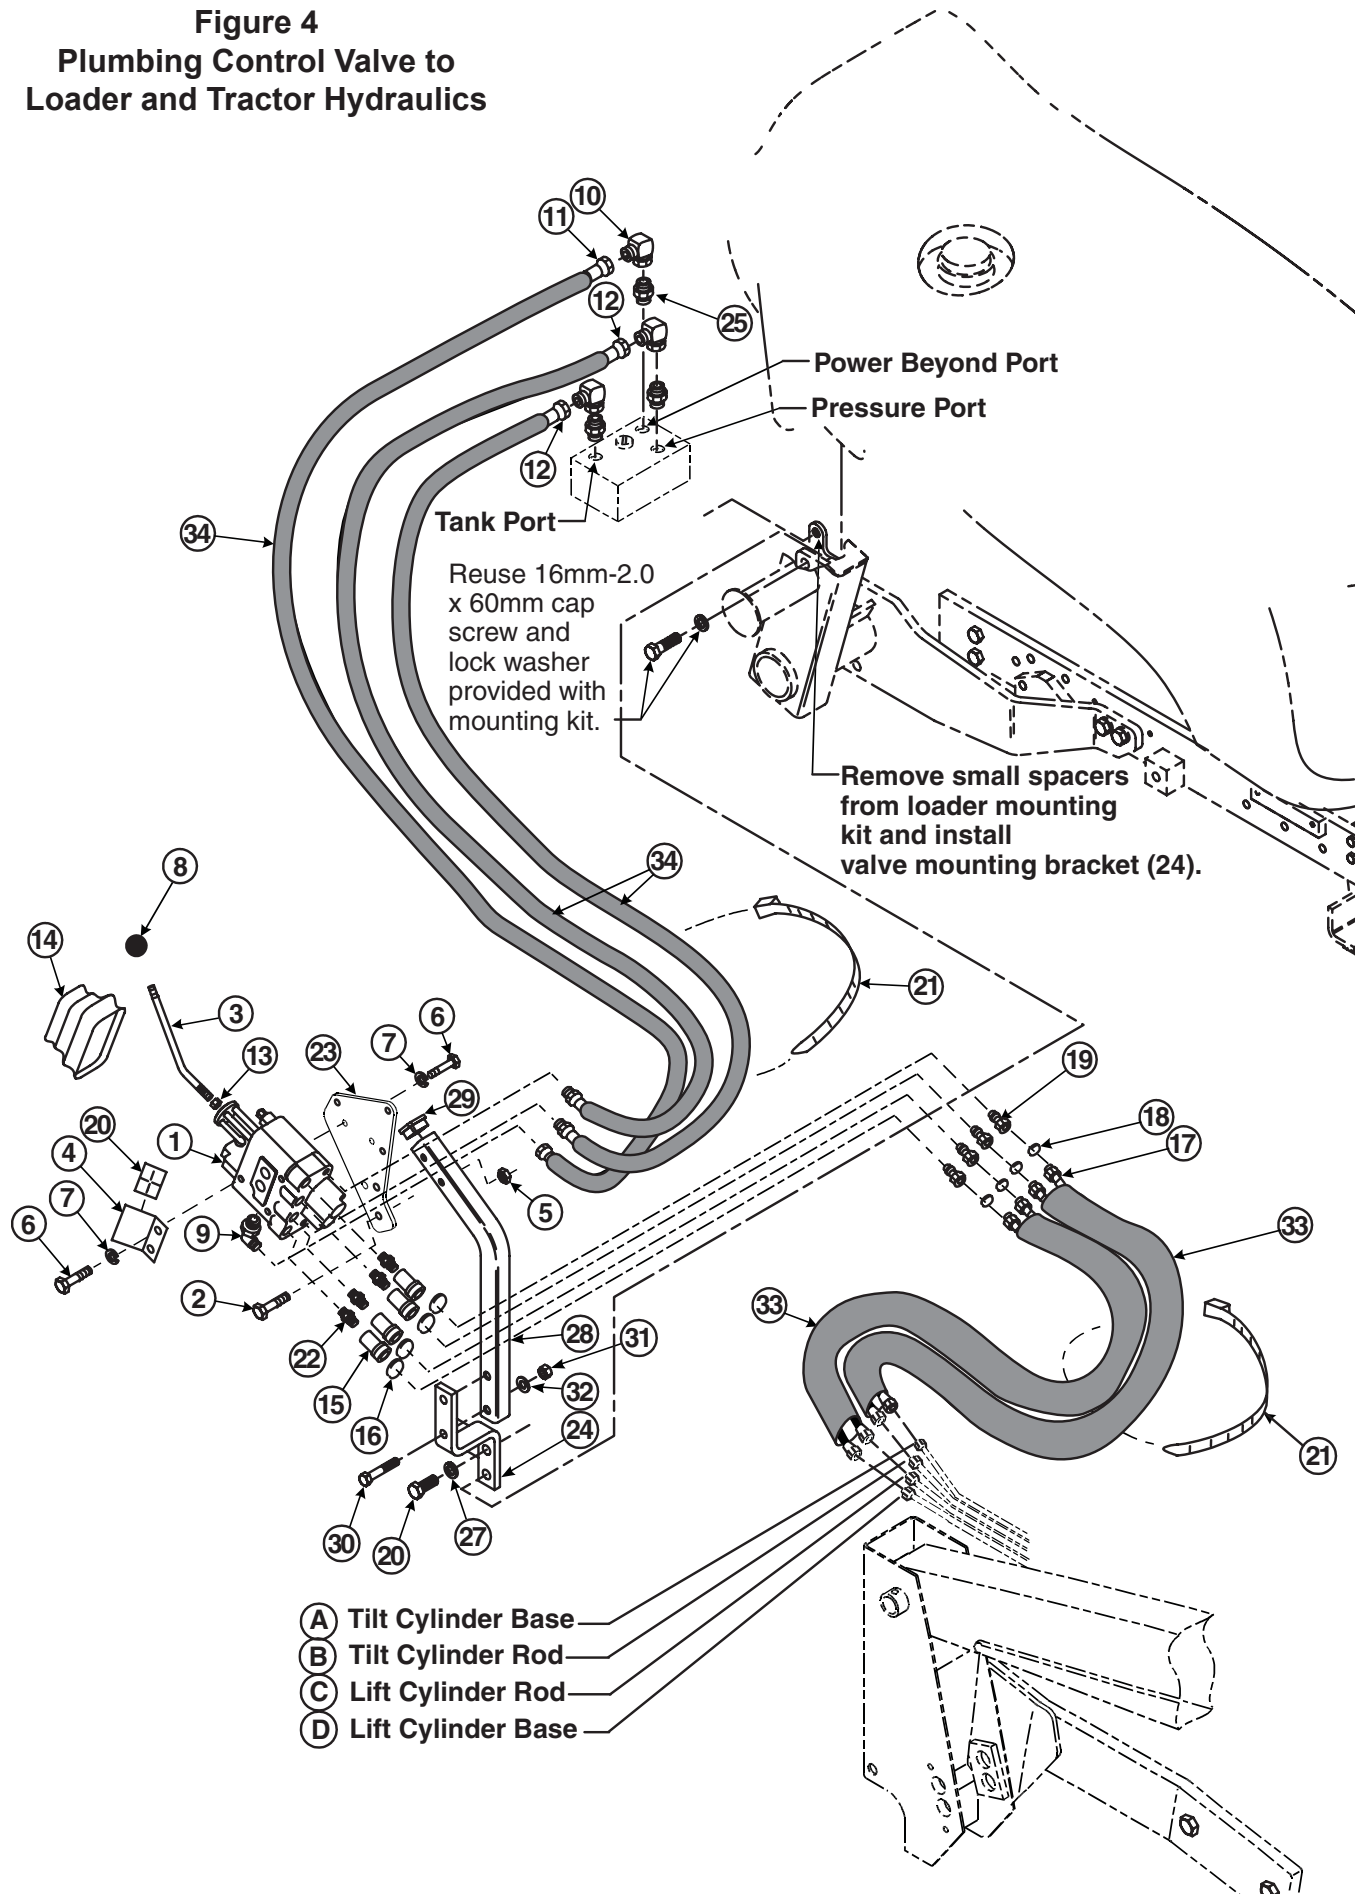 Figure 4
Plumbing Control Valve to
Loader and Tractor Hydraulics
10
11
12
25
Power Beyond Port
Pressure Port
12
Tank Port
34
Reuse 16mm-2.0
x 60mm cap
screw and
lock washer
provided with
mounting kit.
Remove small spacers
from loader mounting
kit and install
valve mounting bracket (24).
34
8
14
21
3
6
7
23
13
29
19
20
1
4
18
17
7
5
6
9
33
2
33
28
31
22
15
32
16
24
21
30
20
27
A Tilt Cylinder Base
B Tilt Cylinder Rod
C Lift Cylinder Rod
D Lift Cylinder Base